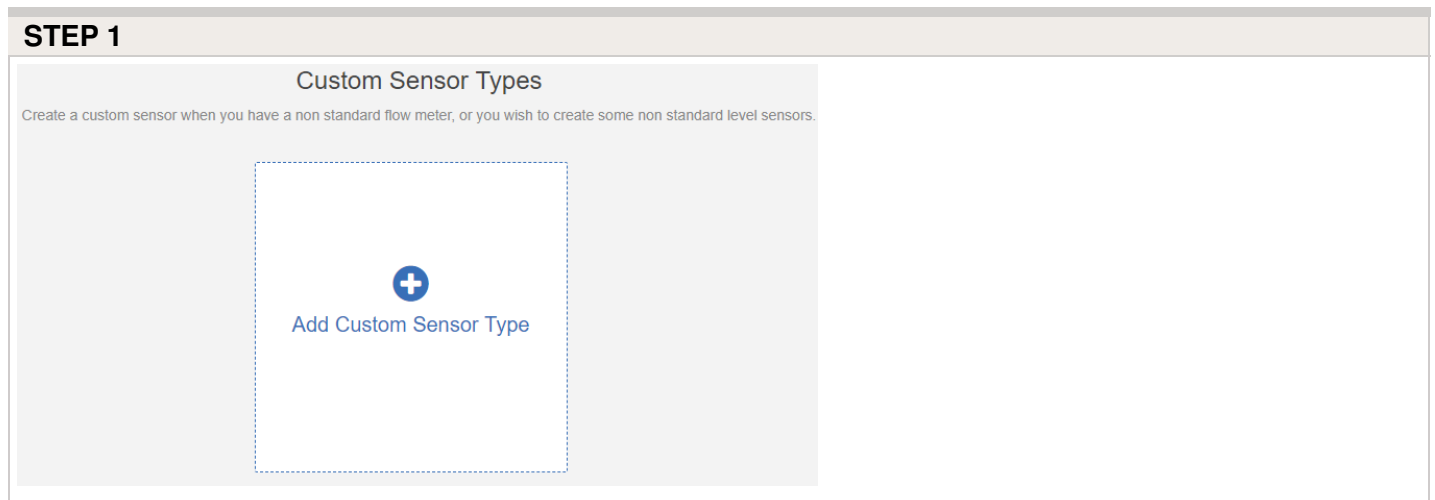 STEP 1
Custom Sensor Types
Create a custom sensor when you have a non standard flow meter, or you wish to create some non standard level sensors.
Add Custom Sensor Type